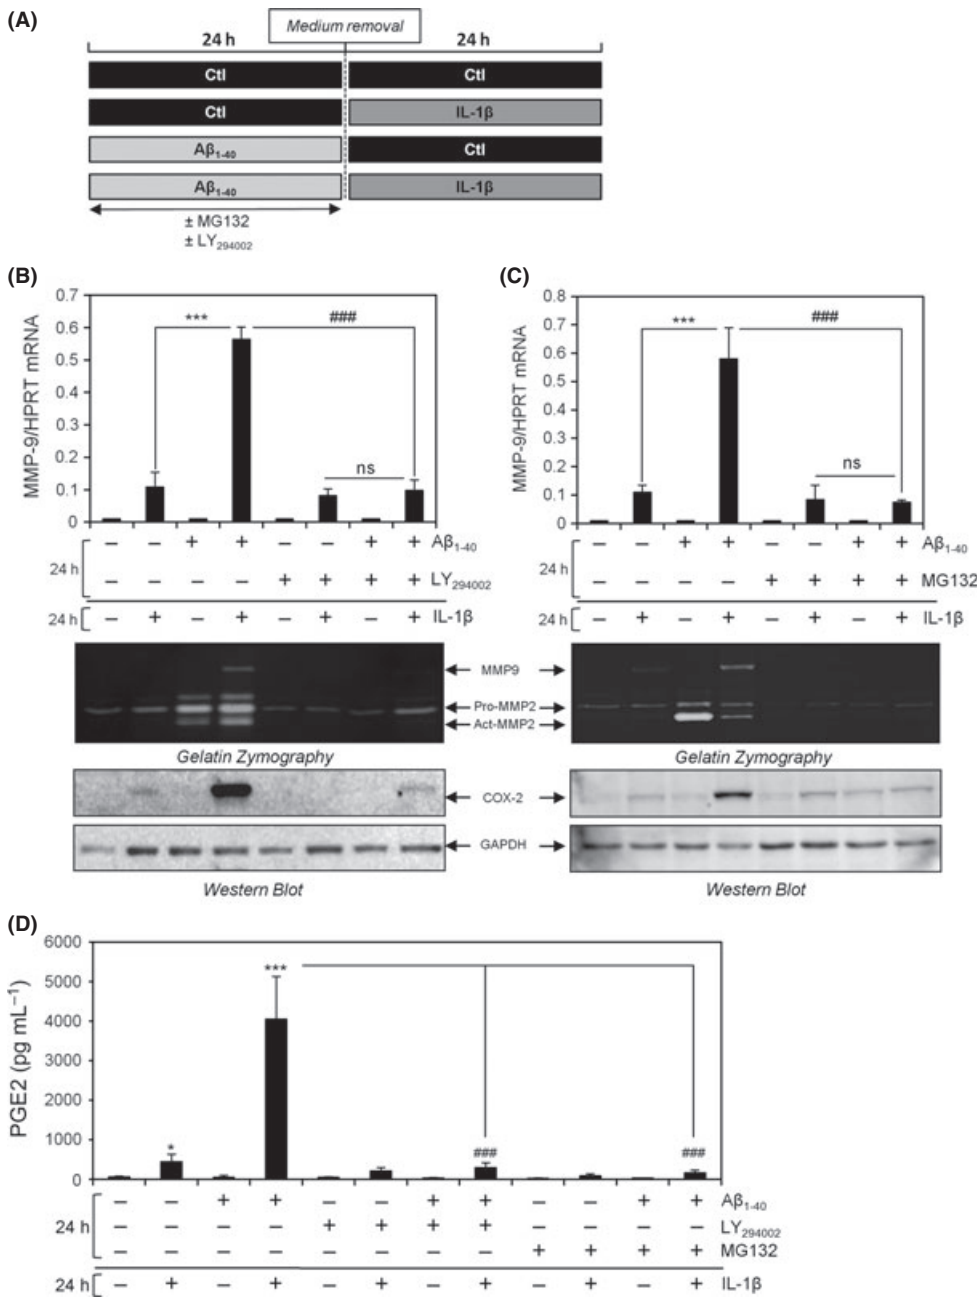 (A)
Medium removal
24 h 24 h
Ctl Ctl
Ctl IL-1β
Aβ1-40 Ctl
Aβ1-40 IL-1β
± MG132
± LY294002
(B)
MMP-9/HPRT mRNA
0.7
0.6
0.5
0.4
0.3
0.2
0.1
0
*** ###
ns
– – + + – – + + Aβ1-40
24 h
– – – – + + + + LY294002
24 h – + – + – + – + IL-1β
(C)
MMP-9/HPRT mRNA
0.8
0.7
0.6
0.5
0.4
0.3
0.2
0.1
0
*** ###
ns
– – + + – – + + Aβ1-40
24 h
– – – – + + + + MG132
24 h – + – + – + – + IL-1β
MMP9
Pro-MMP2
Act-MMP2
Gelatin Zymography Gelatin Zymography
COX-2
GAPDH
Western Blot Western Blot
(D)
PGE2 (pg mL⁻¹)
6000
5000
4000
3000
2000
1000
0
* *** ### ###
– – + + – – + + – – + + Aβ1-40
24 h – – – – + + + + – – – – LY294002
– – – – – – – – + + + + MG132
24 h – + – + – + – + – + – + IL-1β